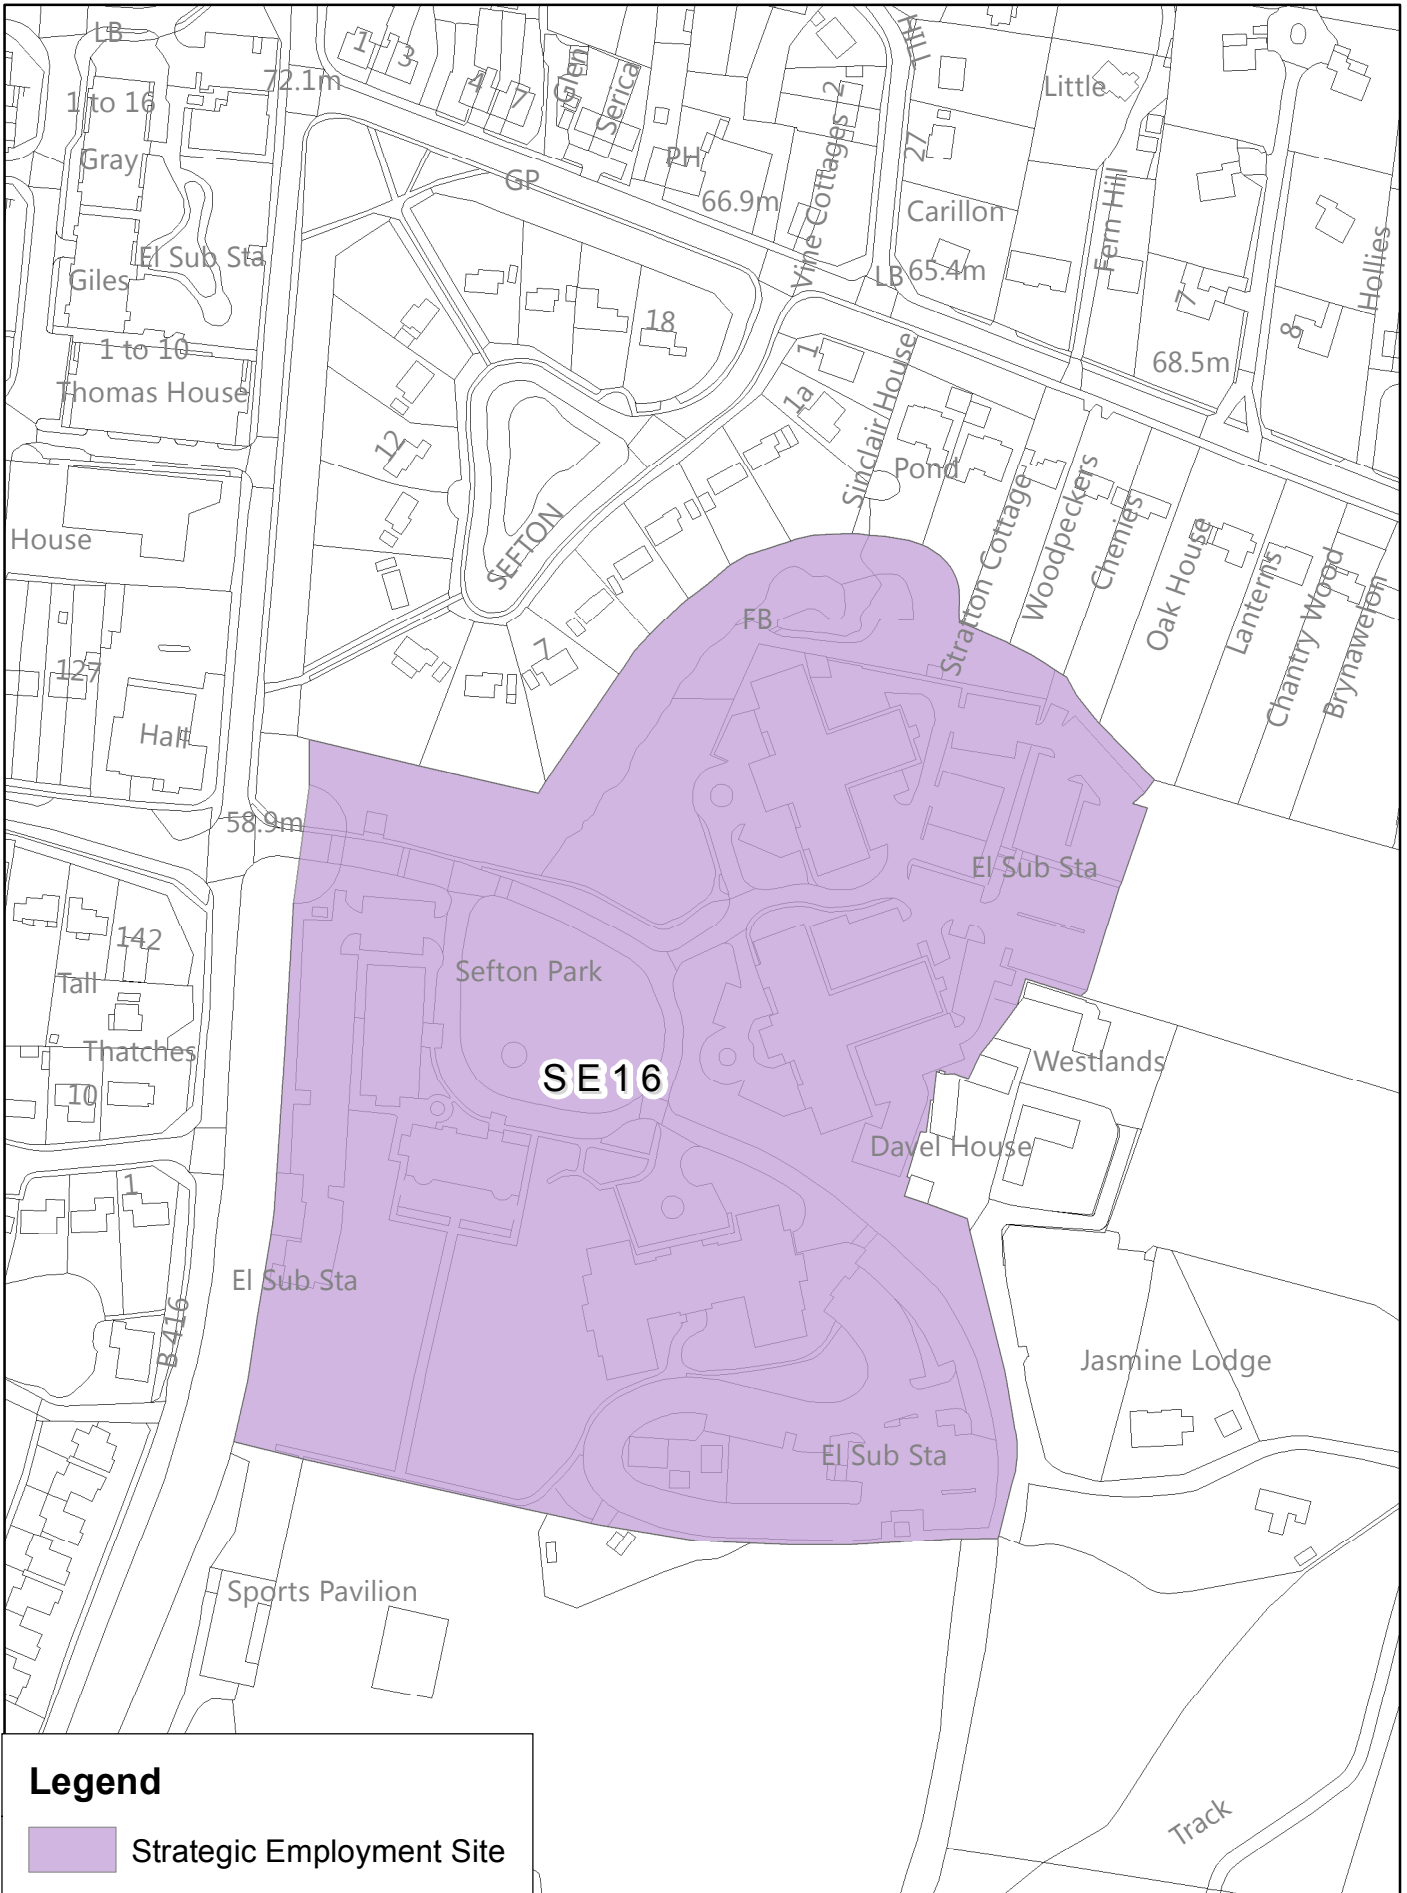 LB
1 to 16
Gray
El Sub Sta
Giles
1 to 10
Thomas House
72.1m
1
3
4
7
Glen
Serica
PH
GP
66.9m
Vine Cottages 2
Hill
27
Little
Carillon
LB
65.4m
Fern Hill
7
8
Hollies
68.5m
18
12
SEFTON
7
1
1a
Sinclair House
Pond
Stratton Cottage
Woodpeckers
Chenies
Oak House
Lanterns
Chantry Wood
Brynawelon
House
127
Hall
58.9m
FB
El Sub Sta
142
Tall
Thatches
10
Sefton Park
SE16
Westlands
Davel House
1
B 416
El Sub Sta
Jasmine Lodge
El Sub Sta
Sports Pavilion
Track
Legend
Strategic Employment Site